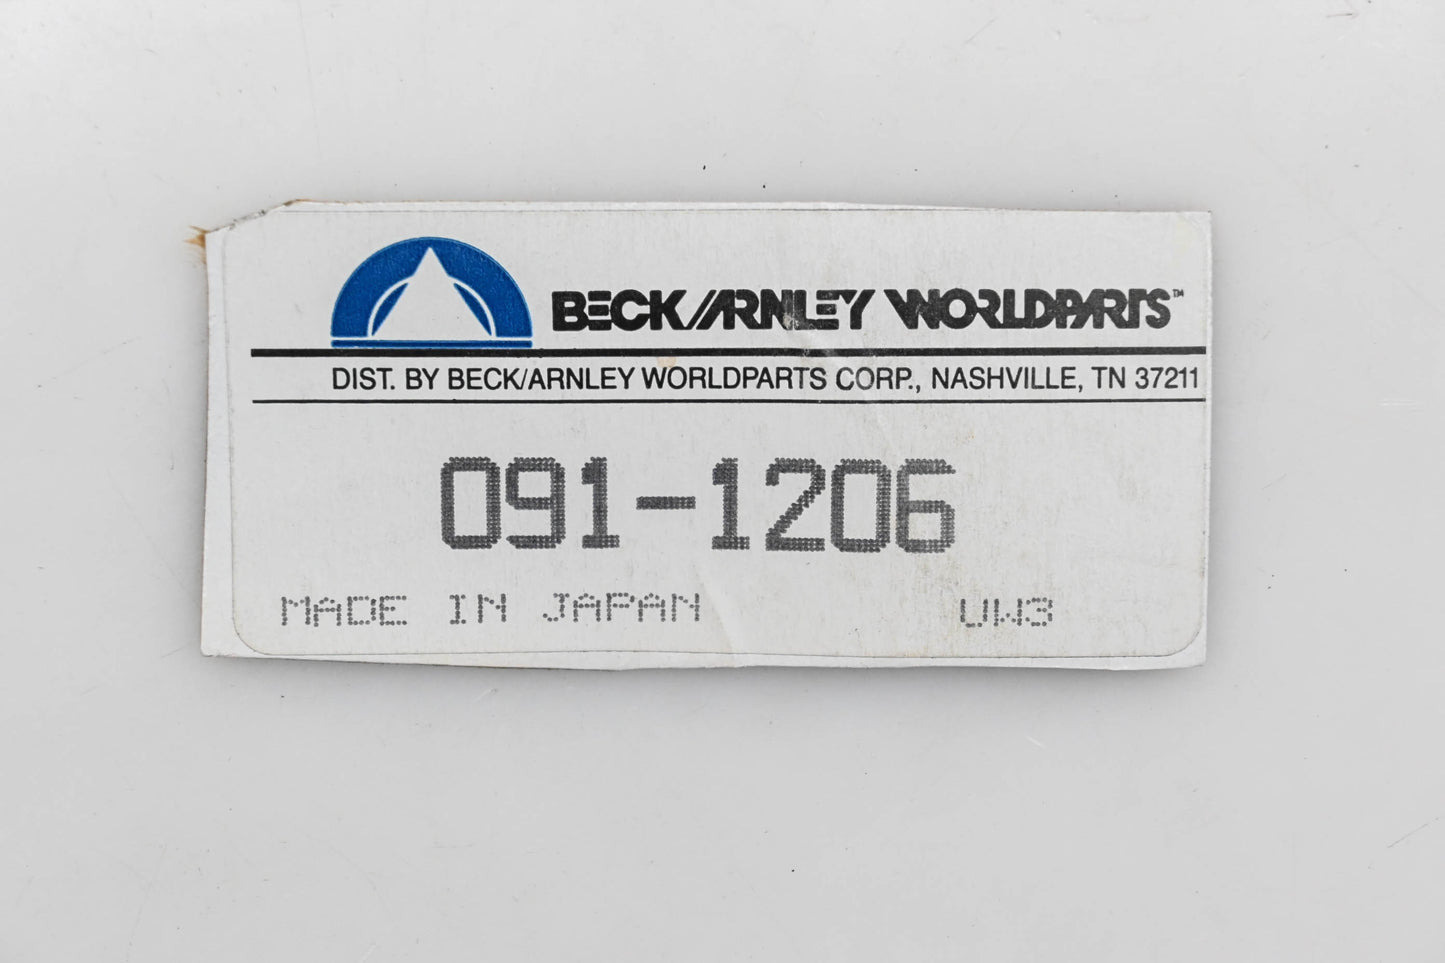 BECK/ARNLEY WORLDPARTS™
DIST. BY BECK/ARNLEY WORLDPARTS CORP., NASHVILLE, TN 37211
091-1206
MADE IN JAPAN UW3